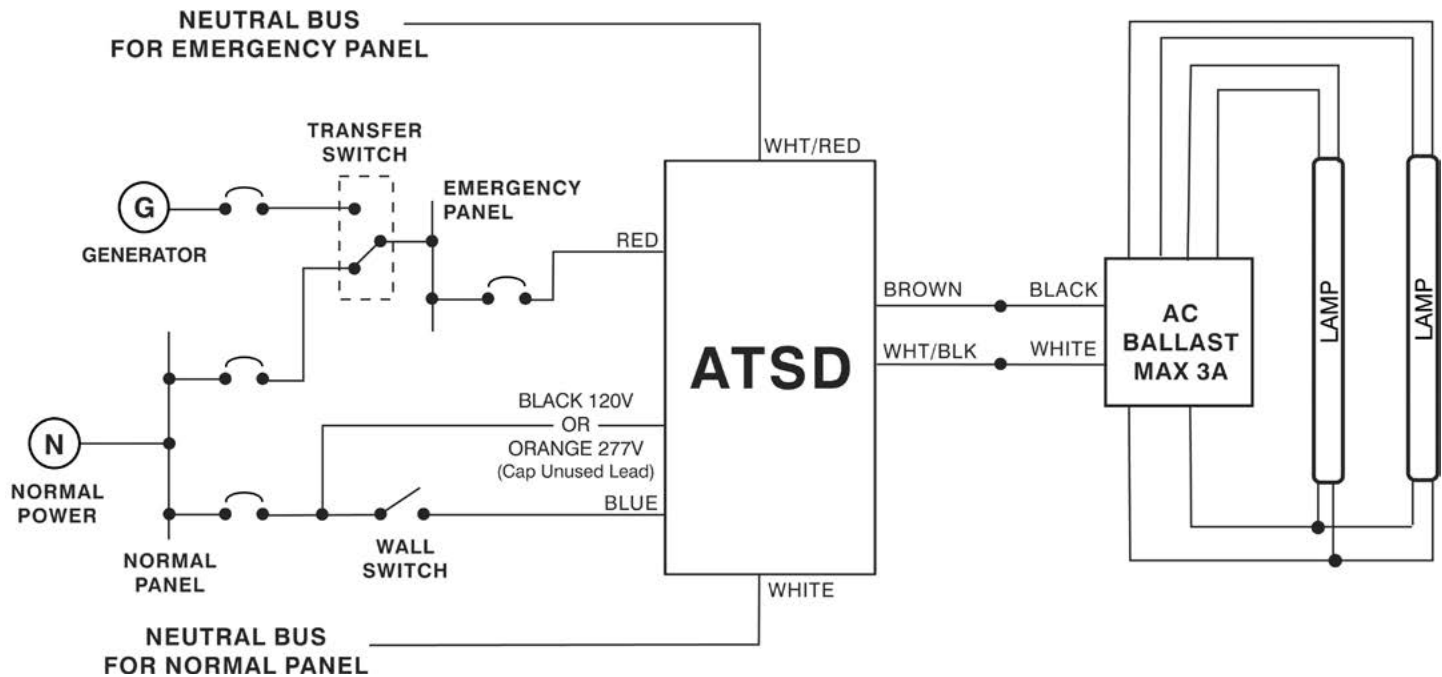 NEUTRAL BUS
FOR EMERGENCY PANEL
WHT/RED
TRANSFER
SWITCH
EMERGENCY
PANEL
G
GENERATOR
RED
BROWN
BLACK
AC
BALLAST
MAX 3A
LAMP
LAMP
ATSD
WHT/BLK
WHITE
BLACK 120V
OR
ORANGE 277V
(Cap Unused Lead)
N
NORMAL
POWER
BLUE
WALL
SWITCH
NORMAL
PANEL
WHITE
NEUTRAL BUS
FOR NORMAL PANEL